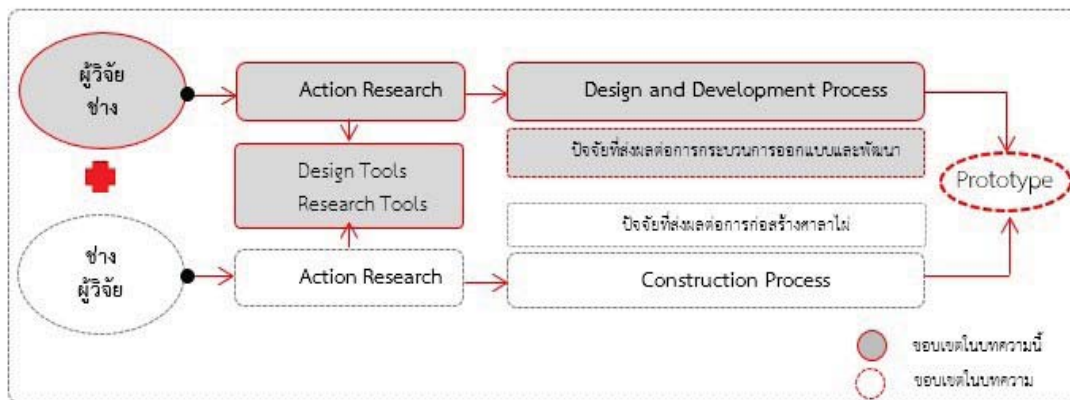 ผู้วิจัย
ช่าง
Action Research
Design and Development Process
ปัจจัยที่ส่งผลต่อการกระบวนการออกแบบและพัฒนา
Design Tools
Research Tools
Prototype
ปัจจัยที่ส่งผลต่อการก่อสร้างศาลาไผ่
ช่าง
ผู้วิจัย
Action Research
Construction Process
ขอบเขตในบทความนี้
ขอบเขตในบทความ